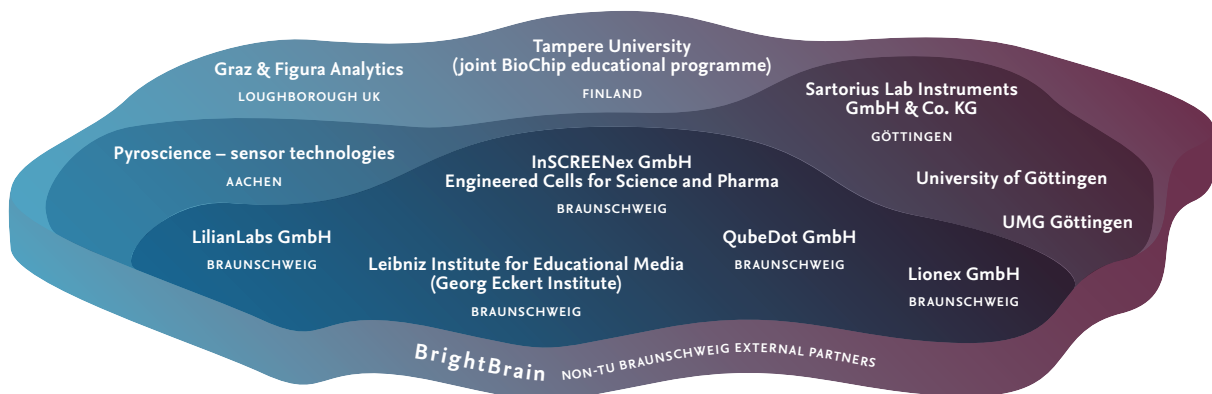 Tampere University
(joint BioChip educational programme)
FINLAND
Graz & Figura Analytics
LOUGHBOROUGH UK
Sartorius Lab Instruments
GmbH & Co. KG
GÖTTINGEN
Pyroscience – sensor technologies
AACHEN
InSCREENex GmbH
Engineered Cells for Science and Pharma
BRAUNSCHWEIG
University of Göttingen
UMG Göttingen
LilianLabs GmbH
BRAUNSCHWEIG
QubeDot GmbH
BRAUNSCHWEIG
Leibniz Institute for Educational Media
(Georg Eckert Institute)
BRAUNSCHWEIG
Lionex GmbH
BRAUNSCHWEIG
BrightBrain NON-TU BRAUNSCHWEIG EXTERNAL PARTNERS